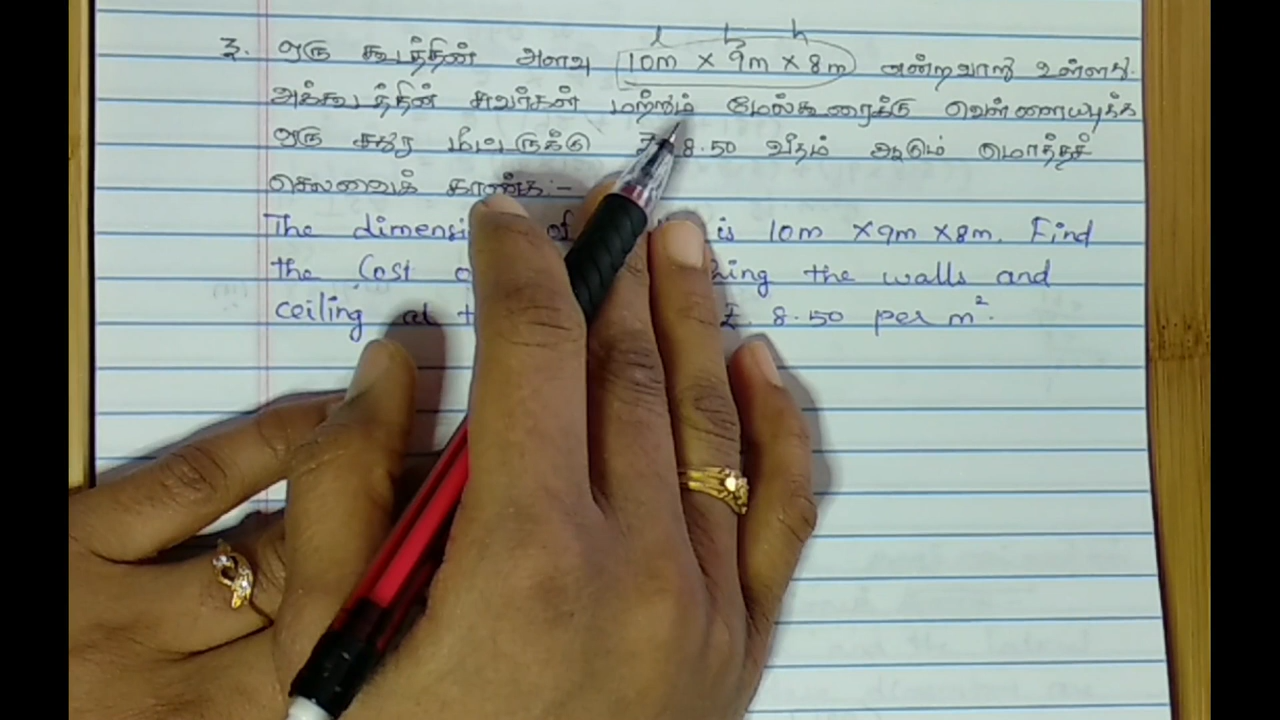 l b h
3. ஒரு கூடத்தின் அளவு 10m × 9m × 8m என்றவாறு உள்ளது.
அக்கூடத்தின் சுவர்கள் மற்றும் மேல்கூரைக்கு வெள்ளையடிக்க
ஒரு சதுர மீட்டருக்கு ₹ 8.50 வீதம் ஆகும் மொத்தச்
செலவைக் காண்க:-
The dimensi of is 10m ×9m ×8m. Find
the Cost hing the walls and
ceiling at t ₹. 8.50 per m².